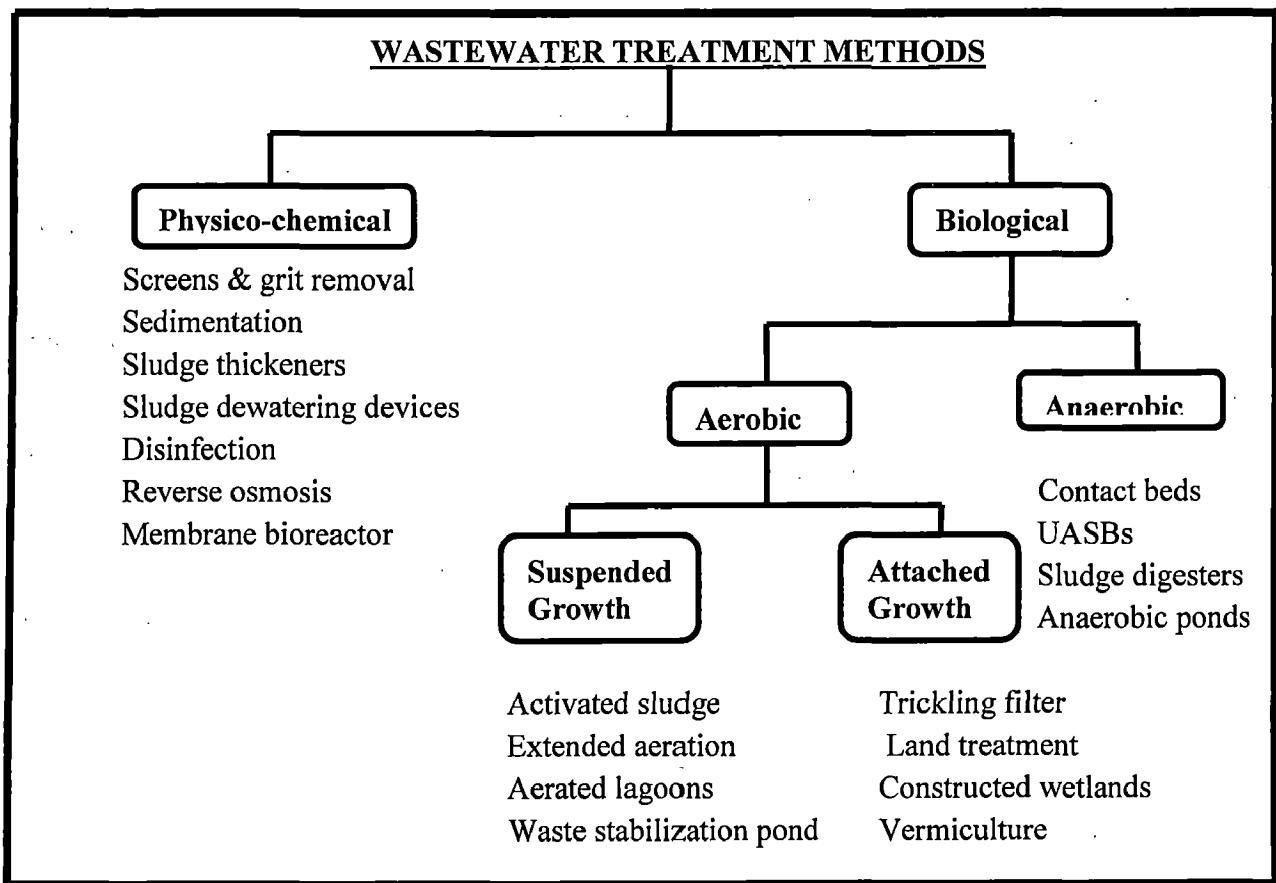 WASTEWATER TREATMENT METHODS
Physico-chemical
Screens & grit removal
Sedimentation
Sludge thickeners
Sludge dewatering devices
Disinfection
Reverse osmosis
Membrane bioreactor
Biological
Aerobic
Anaerobic
Contact beds
UASBs
Sludge digesters
Anaerobic ponds
Suspended
Growth
Attached
Growth
Activated sludge
Extended aeration
Aerated lagoons
Waste stabilization pond
Trickling filter
Land treatment
Constructed wetlands
Vermiculture